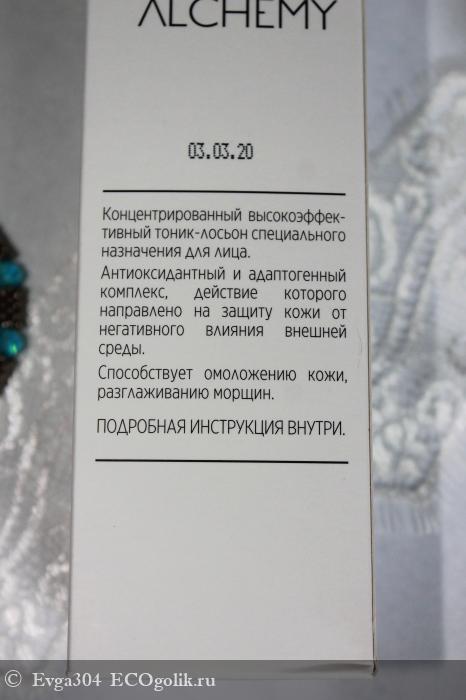 ALCHEMY
03.03.20
Концентрированный высокоэффек-
тивный тоник-лосьон специального
назначения для лица.
Антиоксидантный и адаптогенный
комплекс, действие которого
направлено на защиту кожи от
негативного влияния внешней
среды.
Способствует омоложению кожи,
разглаживанию морщин.
ПОДРОБНАЯ ИНСТРУКЦИЯ ВНУТРИ.
Evga304 ECOgolik.ru